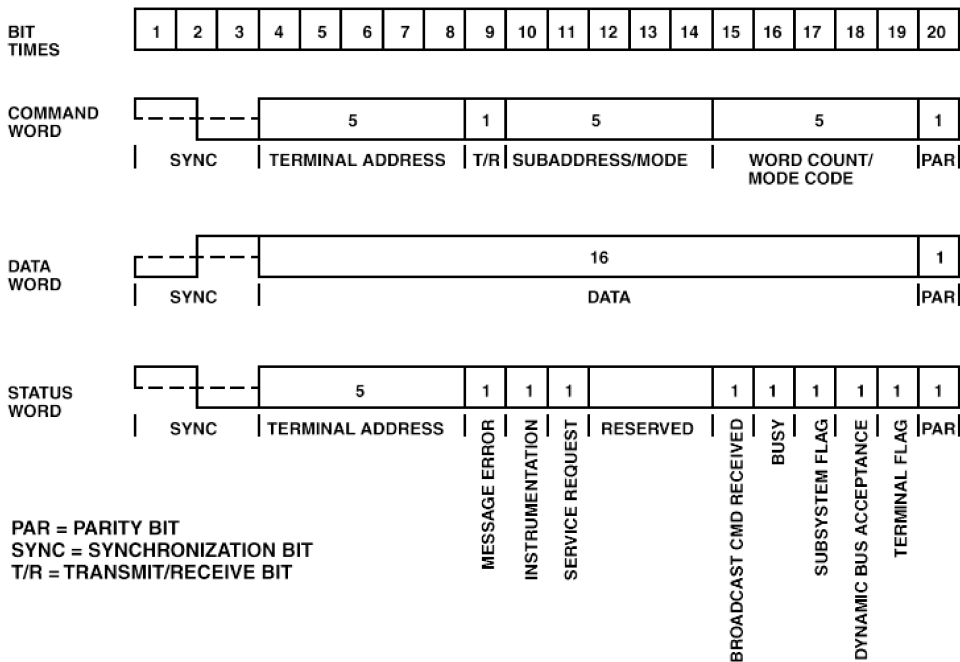 BIT TIMES
1 2 3 4 5 6 7 8 9 10 11 12 13 14 15 16 17 18 19 20
COMMAND
WORD
5 1 5 5 1
SYNC TERMINAL ADDRESS T/R SUBADDRESS/MODE WORD COUNT/
MODE CODE
PAR
DATA
WORD
16 1
SYNC DATA PAR
STATUS
WORD
5 1 1 1 1 1 1 1 1 1
SYNC TERMINAL ADDRESS
MESSAGE ERROR
INSTRUMENTATION
SERVICE REQUEST
RESERVED
BROADCAST CMD RECEIVED
BUSY
SUBSYSTEM FLAG
DYNAMIC BUS ACCEPTANCE
TERMINAL FLAG
PAR
PAR = PARITY BIT
SYNC = SYNCHRONIZATION BIT
T/R = TRANSMIT/RECEIVE BIT